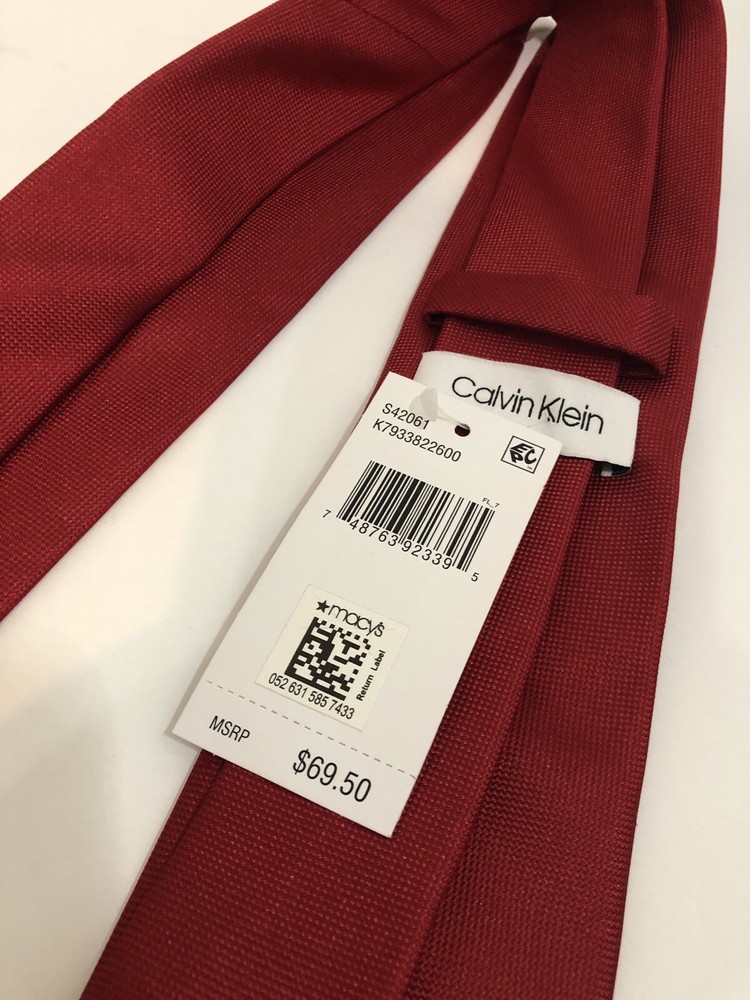 Calvin Klein
S42061
K7933822600
EPC
FL_7
7 48763 92339 5
★macy's
Return Label
052 631 585 7433
MSRP
$69.50